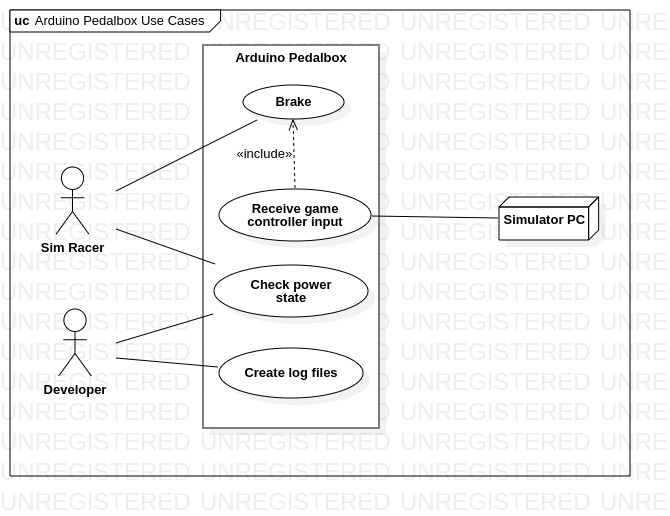 uc Arduino Pedalbox Use Cases
Arduino Pedalbox
Brake
«include»
Receive game
controller input
Simulator PC
Sim Racer
Check power
state
Developer
Create log files
UNREGISTERED UNREGISTERED UNREGISTERED UNREGISTERED